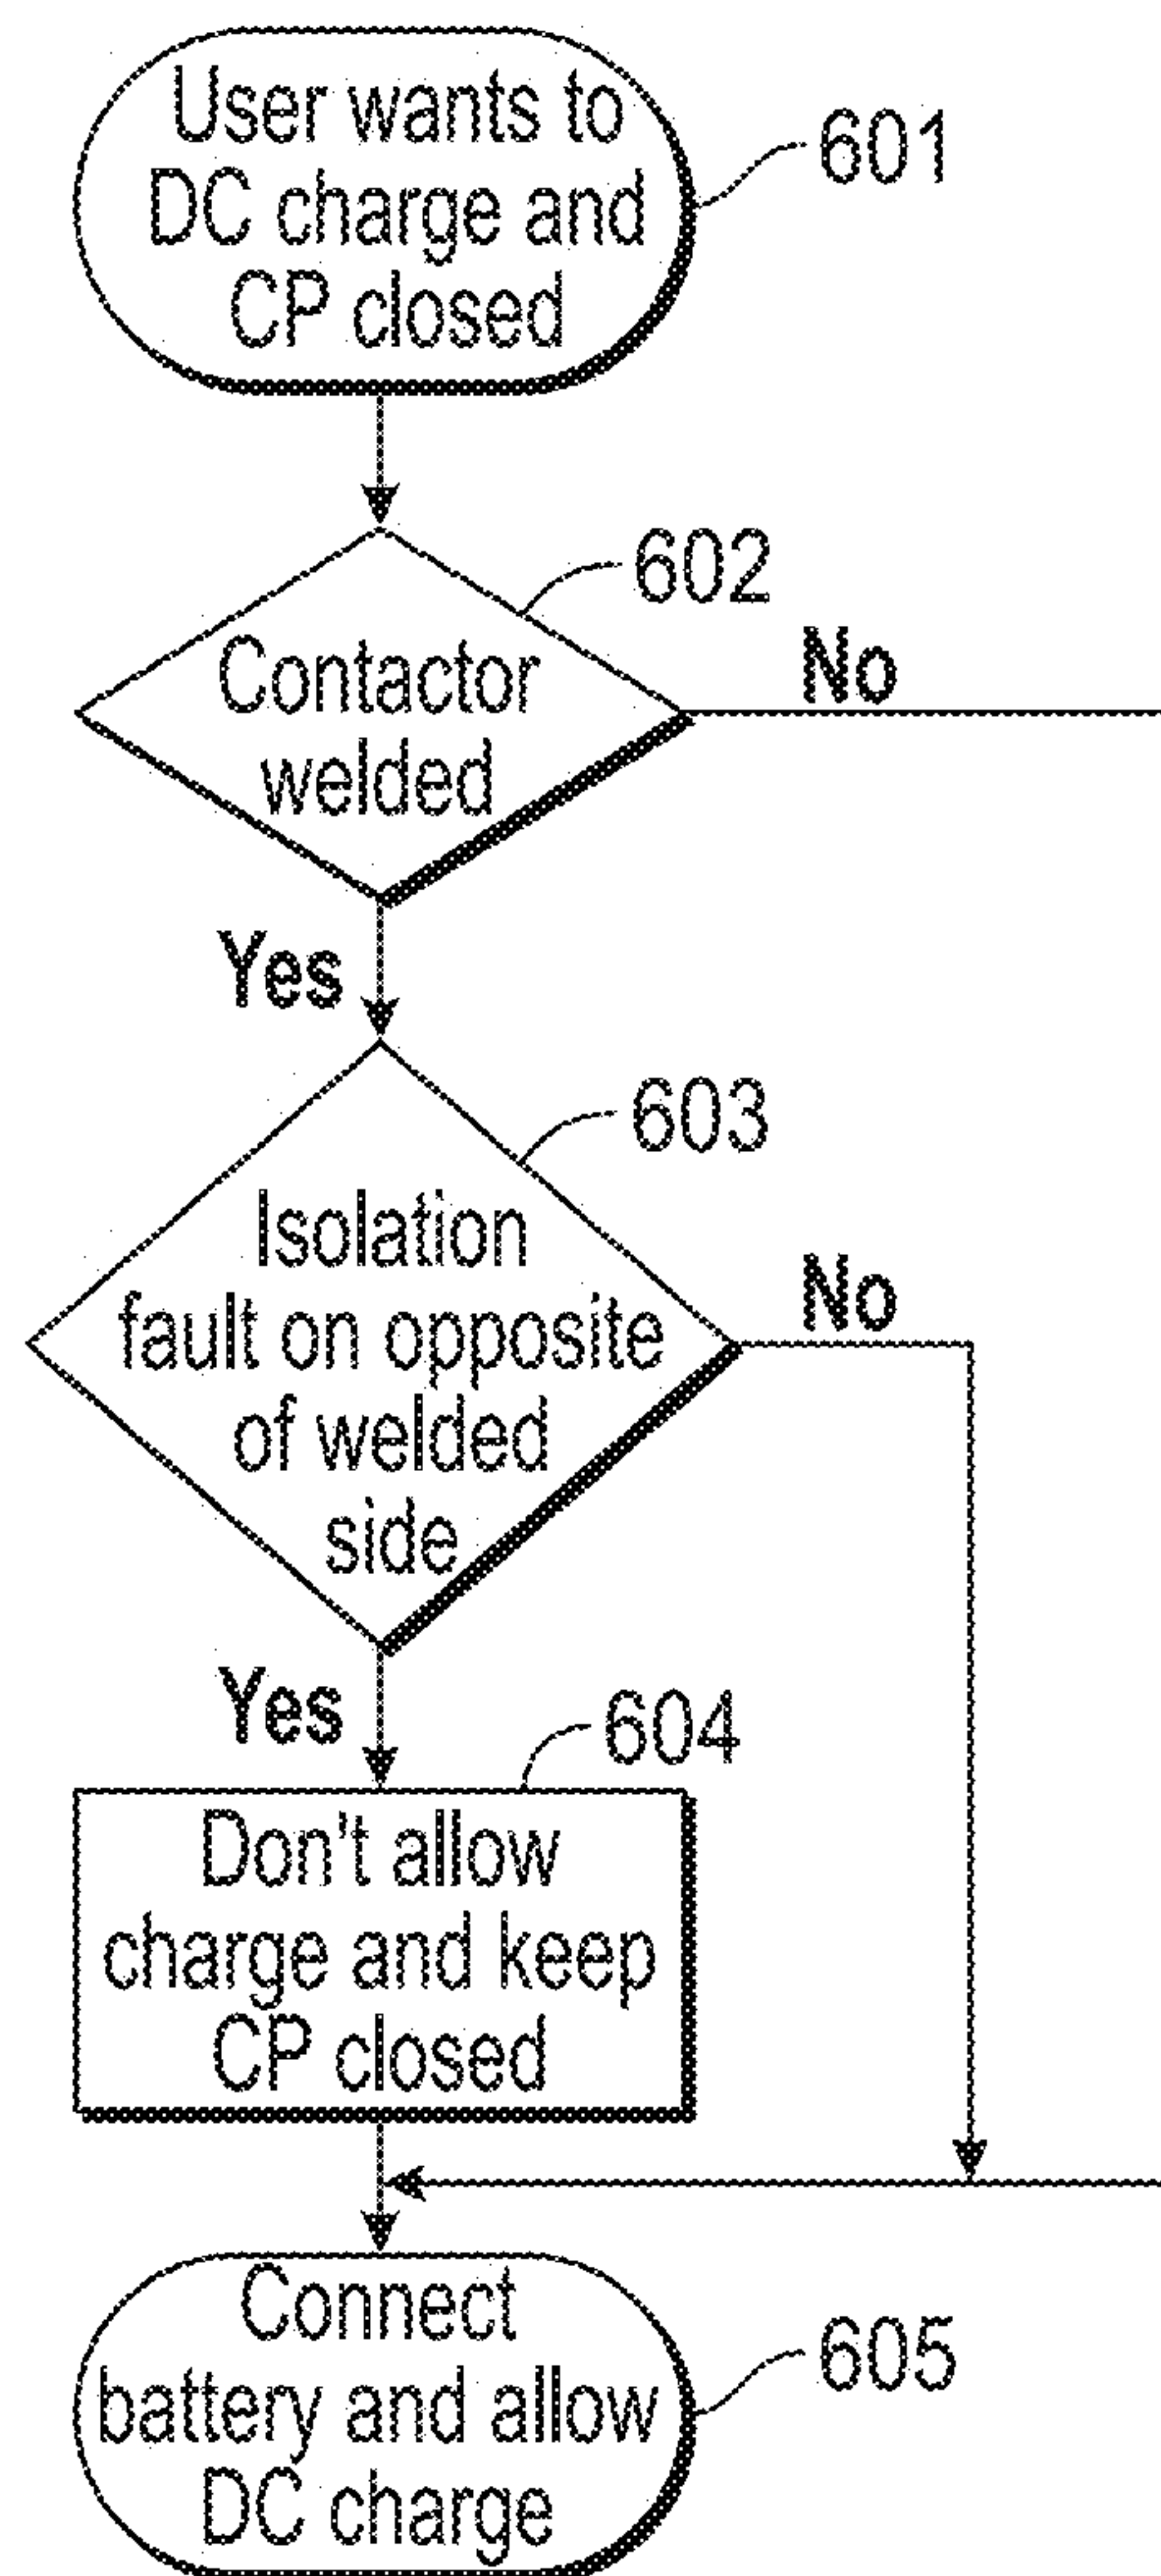 User wants to
DC charge and
CP closed
601
602
Contactor
welded
No
Yes
603
Isolation
fault on opposite
of welded
side
No
Yes
604
Don't allow
charge and keep
CP closed
Connect
battery and allow
DC charge
605